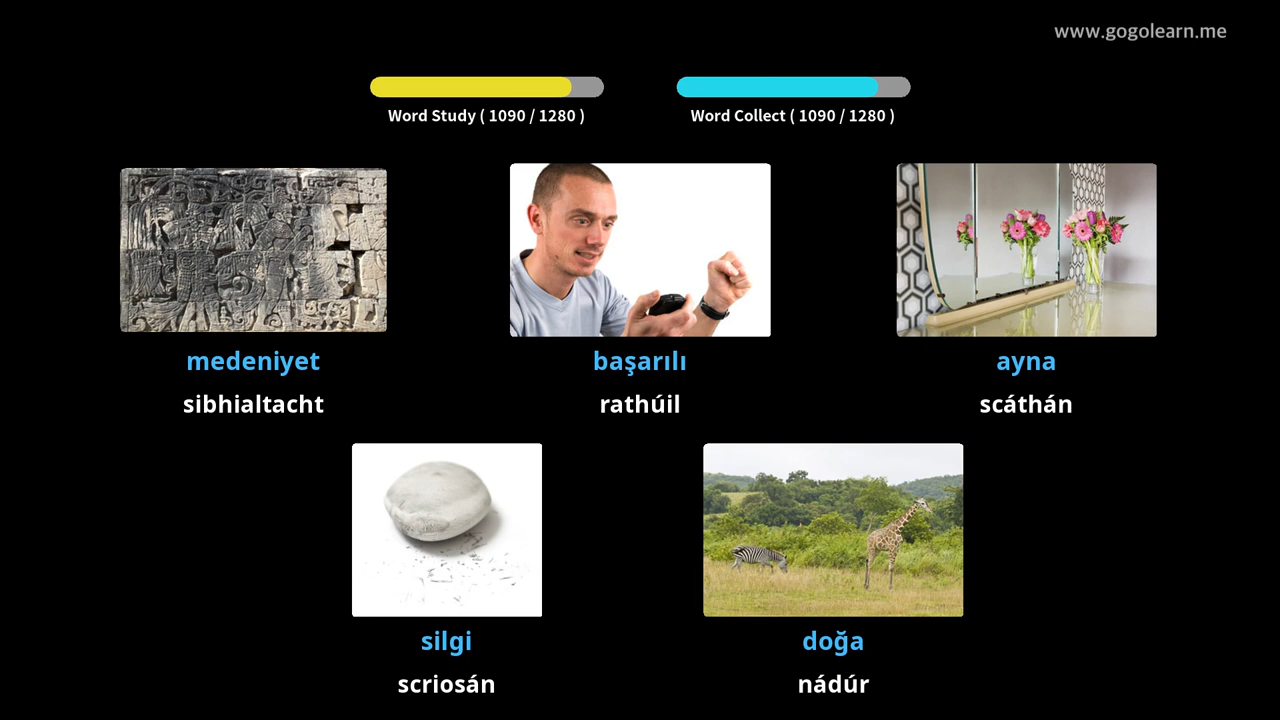 www.gogolearn.me
Word Study ( 1090 / 1280 )
Word Collect ( 1090 / 1280 )
medeniyet
sibhialtacht
başarılı
rathúil
ayna
scáthán
silgi
scriosán
doğa
nádúr